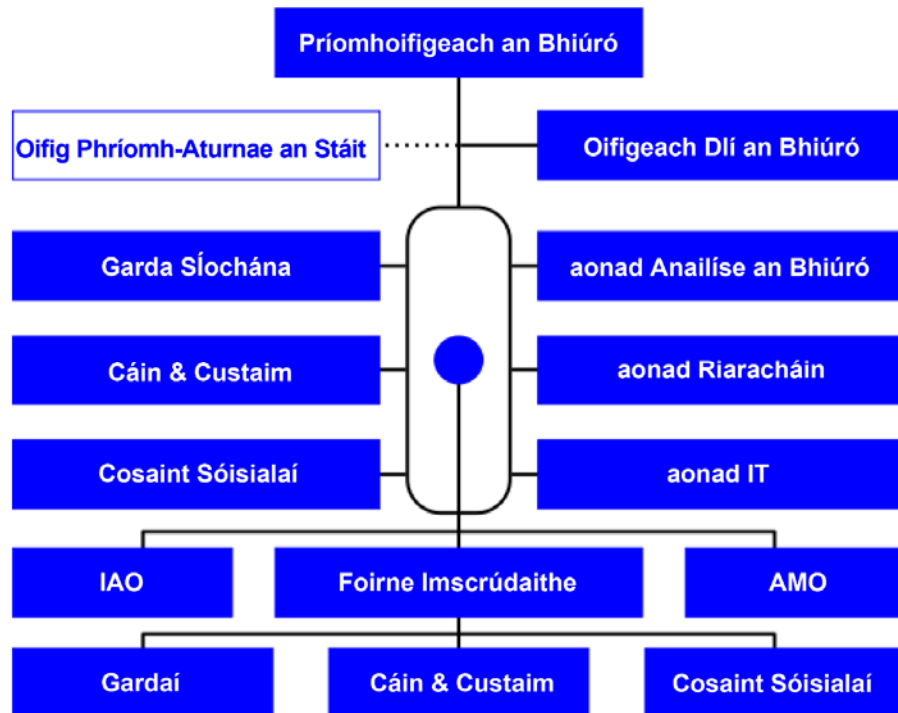 Príomhoifigeach an Bhiúró
Oifig Phríomh-Aturnae an Stáit
Oifigeach Dlí an Bhiúró
Garda SÍochána
aonad Anailíse an Bhiúró
Cáin & Custaim
aonad Riaracháin
Cosaint Sóisialaí
aonad IT
IAO
Foirne Imscrúdaithe
AMO
Gardaí
Cáin & Custaim
Cosaint Sóisialaí